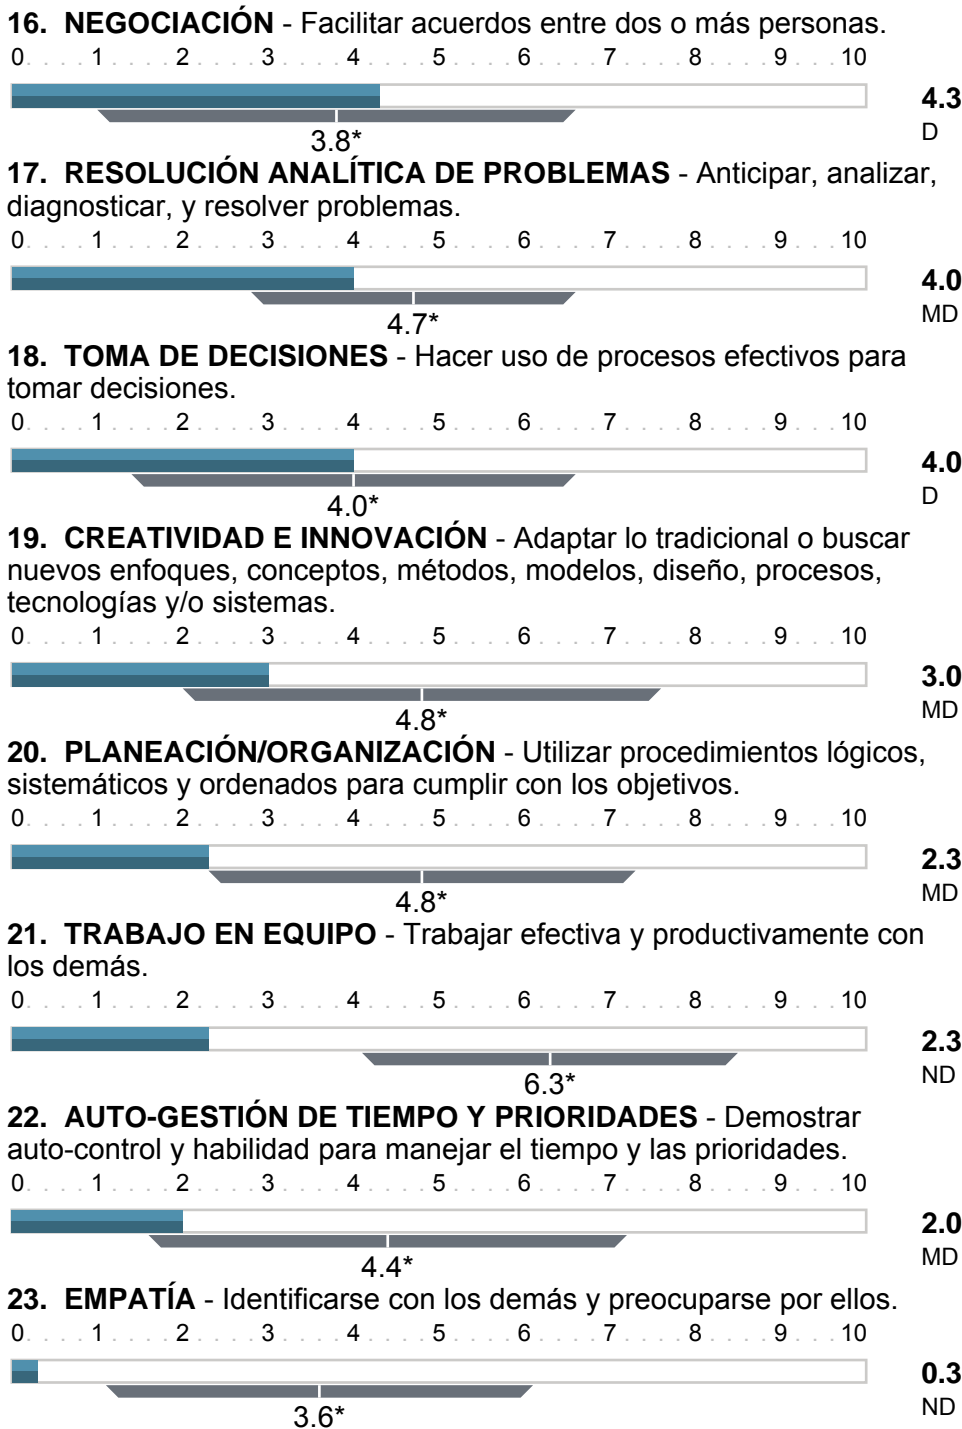 16. NEGOCIACIÓN - Facilitar acuerdos entre dos o más personas.
0. . . . 1 . . . . 2 . . . . 3 . . . . 4 . . . . 5 . . . . 6 . . . . 7 . . . . 8 . . . . 9 . . . 10
4.3
D
3.8*
17. RESOLUCIÓN ANALÍTICA DE PROBLEMAS - Anticipar, analizar,
diagnosticar, y resolver problemas.
0. . . . 1 . . . . 2 . . . . 3 . . . . 4 . . . . 5 . . . . 6 . . . . 7 . . . . 8 . . . . 9 . . . 10
4.0
MD
4.7*
18. TOMA DE DECISIONES - Hacer uso de procesos efectivos para
tomar decisiones.
0. . . . 1 . . . . 2 . . . . 3 . . . . 4 . . . . 5 . . . . 6 . . . . 7 . . . . 8 . . . . 9 . . . 10
4.0
D
4.0*
19. CREATIVIDAD E INNOVACIÓN - Adaptar lo tradicional o buscar
nuevos enfoques, conceptos, métodos, modelos, diseño, procesos,
tecnologías y/o sistemas.
0. . . . 1 . . . . 2 . . . . 3 . . . . 4 . . . . 5 . . . . 6 . . . . 7 . . . . 8 . . . . 9 . . . 10
3.0
MD
4.8*
20. PLANEACIÓN/ORGANIZACIÓN - Utilizar procedimientos lógicos,
sistemáticos y ordenados para cumplir con los objetivos.
0. . . . 1 . . . . 2 . . . . 3 . . . . 4 . . . . 5 . . . . 6 . . . . 7 . . . . 8 . . . . 9 . . . 10
2.3
MD
4.8*
21. TRABAJO EN EQUIPO - Trabajar efectiva y productivamente con
los demás.
0. . . . 1 . . . . 2 . . . . 3 . . . . 4 . . . . 5 . . . . 6 . . . . 7 . . . . 8 . . . . 9 . . . 10
2.3
ND
6.3*
22. AUTO-GESTIÓN DE TIEMPO Y PRIORIDADES - Demostrar
auto-control y habilidad para manejar el tiempo y las prioridades.
0. . . . 1 . . . . 2 . . . . 3 . . . . 4 . . . . 5 . . . . 6 . . . . 7 . . . . 8 . . . . 9 . . . 10
2.0
MD
4.4*
23. EMPATÍA - Identificarse con los demás y preocuparse por ellos.
0. . . . 1 . . . . 2 . . . . 3 . . . . 4 . . . . 5 . . . . 6 . . . . 7 . . . . 8 . . . . 9 . . . 10
0.3
ND
3.6*